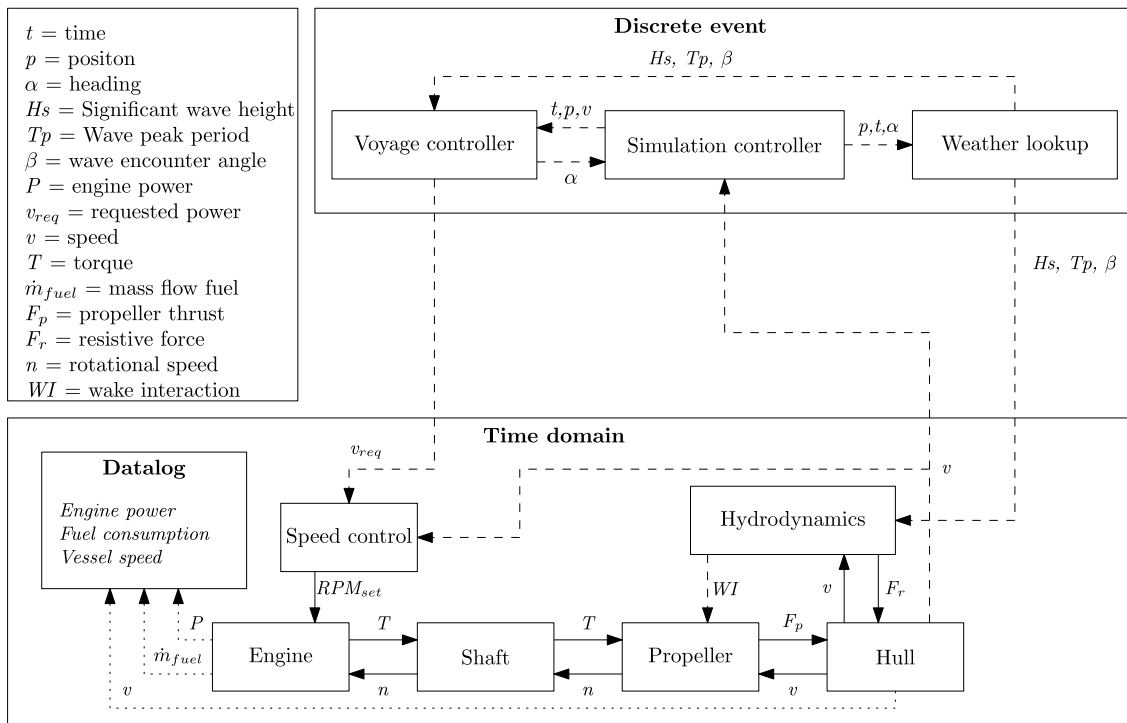 t = time
p = positon
α = heading
Hs = Significant wave height
Tp = Wave peak period
β = wave encounter angle
P = engine power
v_req = requested power
v = speed
T = torque
ṁ_fuel = mass flow fuel
F_p = propeller thrust
F_r = resistive force
n = rotational speed
WI = wake interaction
Discrete event
Hs, Tp, β
Voyage controller
t,p,v
α
Simulation controller
p,t,α
Weather lookup
Hs, Tp, β
Time domain
Datalog
Engine power
Fuel consumption
Vessel speed
v_req
Speed control
v
Hydrodynamics
RPM_set
WI
v
F_r
P
ṁ_fuel
v
Engine
T
n
Shaft
T
n
Propeller
F_p
v
Hull